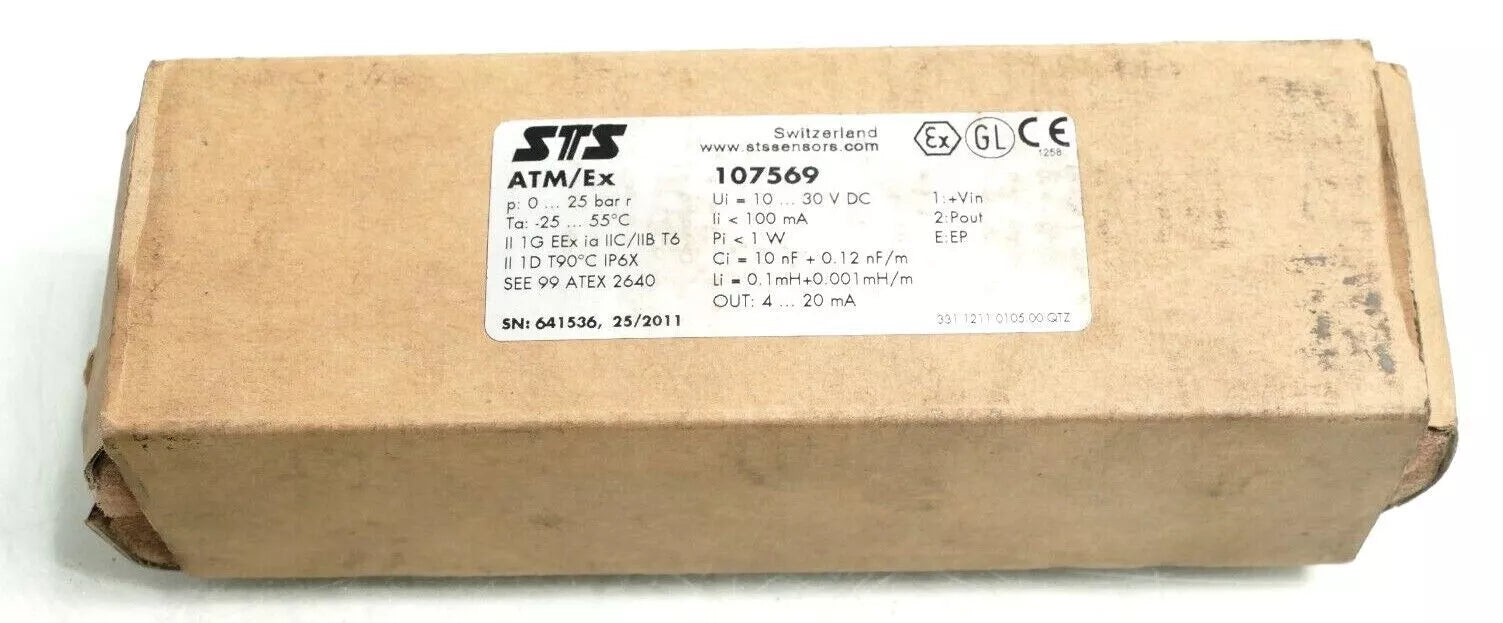 STS
Switzerland
www.stssensors.com
Ex
GL
CE
1258
ATM/Ex
107569
p: 0 ... 25 bar r
Ta: -25 ... 55°C
II 1G EEx ia IIC/IIB T6
II 1D T90°C IP6X
SEE 99 ATEX 2640
Ui = 10 ... 30 V DC
Ii < 100 mA
Pi < 1 W
Ci = 10 nF + 0.12 nF/m
Li = 0.1mH+0.001mH/m
OUT: 4 ... 20 mA
1:+Vin
2:Pout
E:EP
SN: 641536, 25/2011
331 1211 0105 00 QTZ